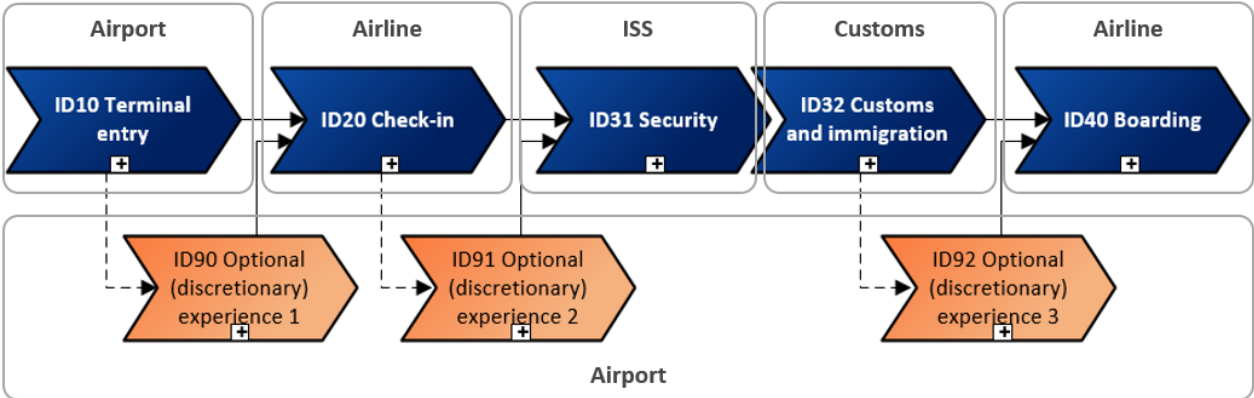 Airport
Airline
ISS
Customs
Airline
ID10 Terminal
entry
ID20 Check-in
ID31 Security
ID32 Customs
and immigration
ID40 Boarding
ID90 Optional
(discretionary)
experience 1
ID91 Optional
(discretionary)
experience 2
ID92 Optional
(discretionary)
experience 3
Airport